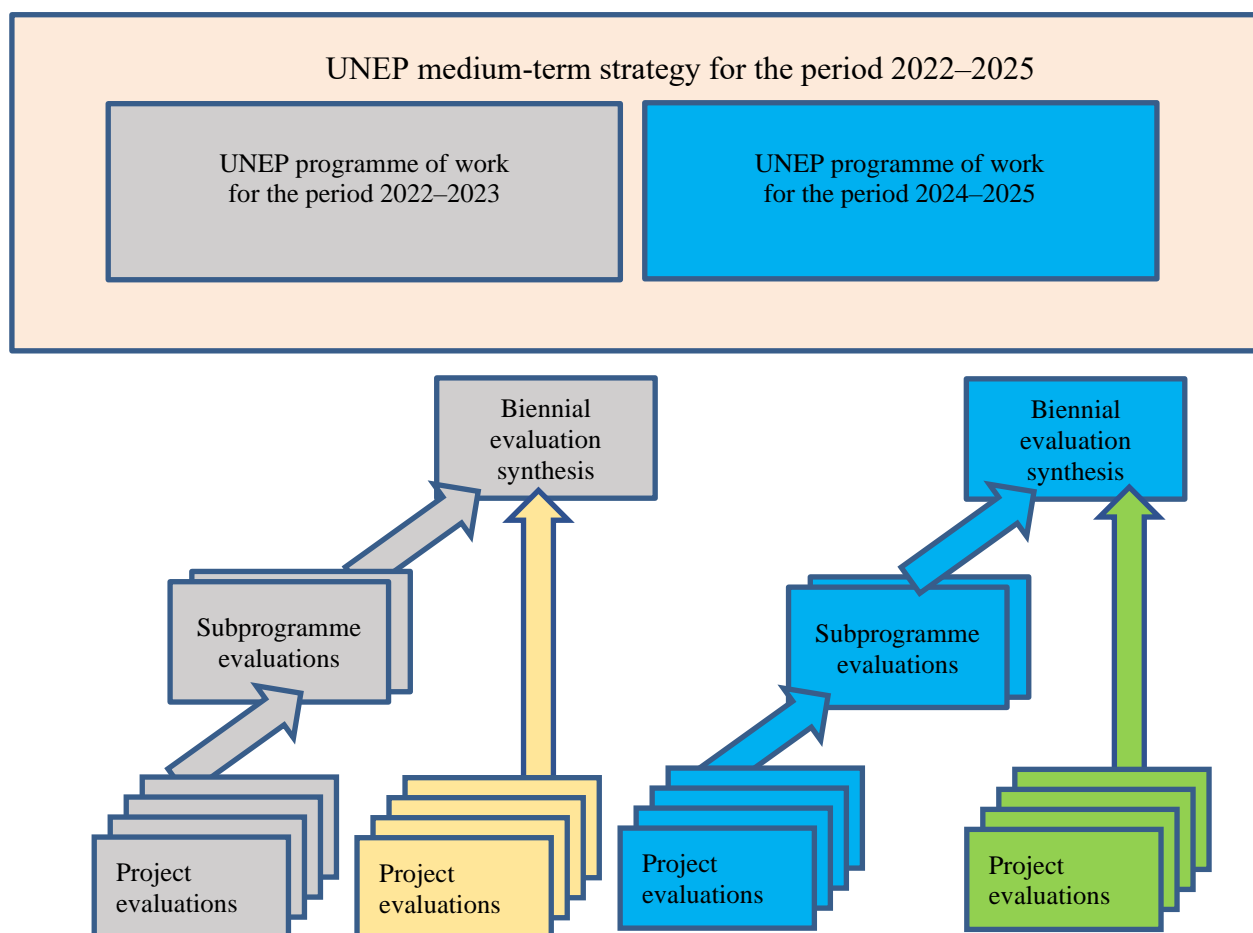 UNEP medium-term strategy for the period 2022–2025
UNEP programme of work
for the period 2022–2023
UNEP programme of work
for the period 2024–2025
Biennial
evaluation
synthesis
Biennial
evaluation
synthesis
Subprogramme
evaluations
Subprogramme
evaluations
Project
evaluations
Project
evaluations
Project
evaluations
Project
evaluations